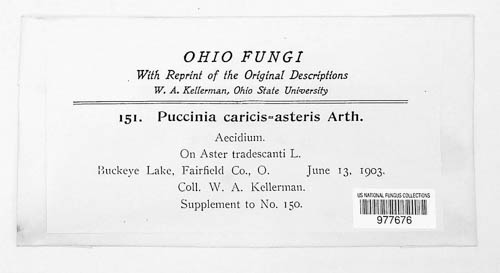 OHIO FUNGI
With Reprint of the Original Descriptions
W. A. Kellerman, Ohio State University
151. Puccinia caricis=asteris Arth.
Aecidium.
On Aster tradescanti L.
Buckeye Lake, Fairfield Co., O. June 13, 1903.
Coll. W. A. Kellerman.
Supplement to No. 150.
US NATIONAL FUNGUS COLLECTIONS
977676